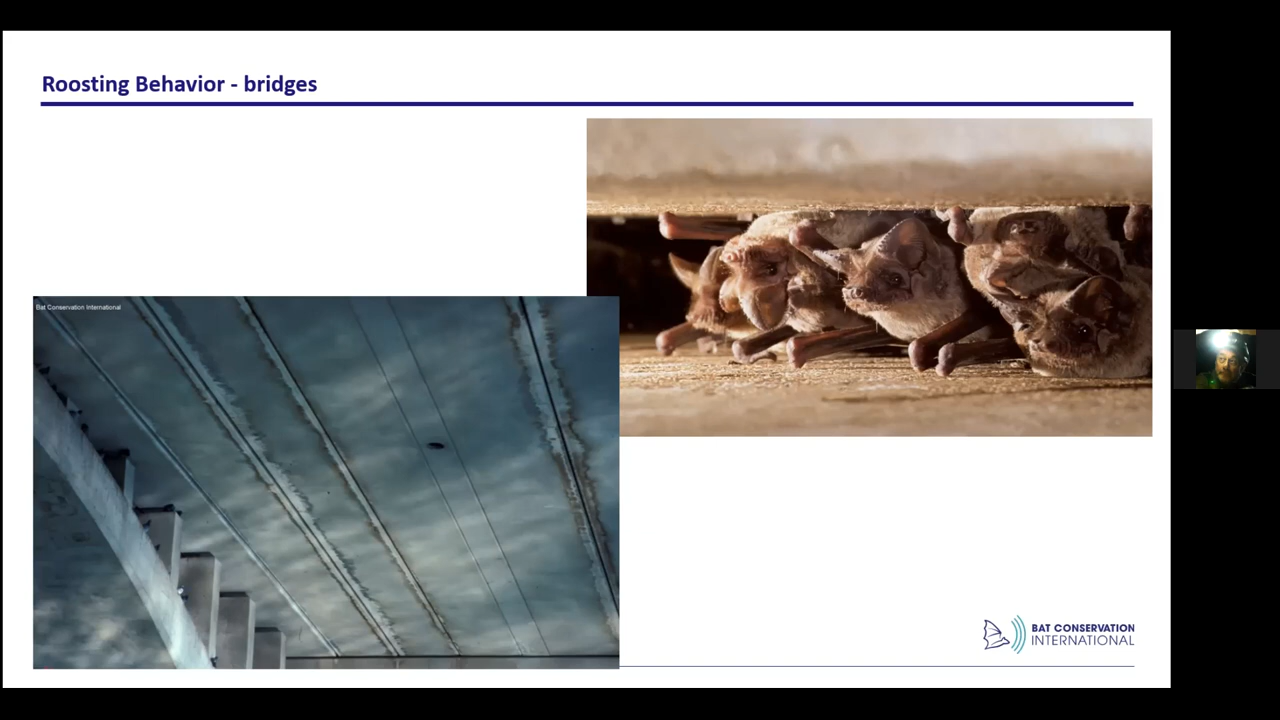 Roosting Behavior - bridges
Bat Conservation International
BAT CONSERVATION
INTERNATIONAL